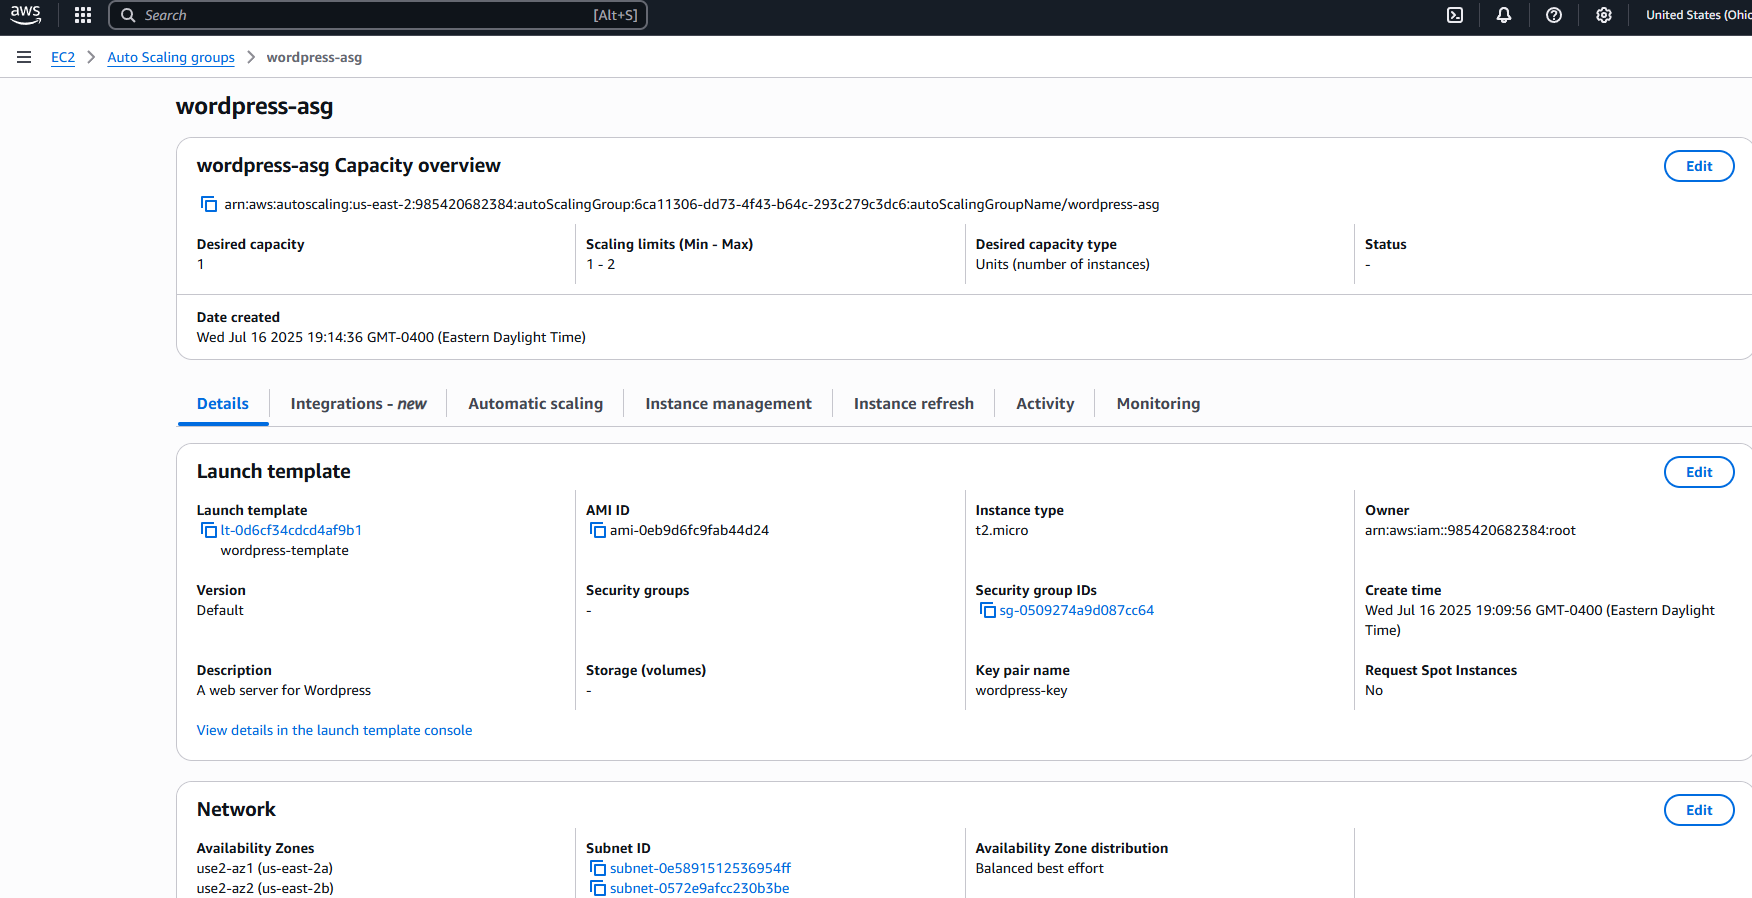 aws
Search [Alt+S]
United States (Ohio
EC2 > Auto Scaling groups > wordpress-asg
wordpress-asg
wordpress-asg Capacity overview
Edit
arn:aws:autoscaling:us-east-2:985420682384:autoScalingGroup:6ca11306-dd73-4f43-b64c-293c279c3dc6:autoScalingGroupName/wordpress-asg
Desired capacity
1
Scaling limits (Min - Max)
1 - 2
Desired capacity type
Units (number of instances)
Status
-
Date created
Wed Jul 16 2025 19:14:36 GMT-0400 (Eastern Daylight Time)
Details
Integrations - new
Automatic scaling
Instance management
Instance refresh
Activity
Monitoring
Launch template
Edit
Launch template
lt-0d6cf34cdcd4af9b1
wordpress-template
AMI ID
ami-0eb9d6fc9fab44d24
Instance type
t2.micro
Owner
arn:aws:iam::985420682384:root
Version
Default
Security groups
-
Security group IDs
sg-0509274a9d087cc64
Create time
Wed Jul 16 2025 19:09:56 GMT-0400 (Eastern Daylight
Time)
Description
A web server for Wordpress
Storage (volumes)
-
Key pair name
wordpress-key
Request Spot Instances
No
View details in the launch template console
Network
Edit
Availability Zones
use2-az1 (us-east-2a)
use2-az2 (us-east-2b)
Subnet ID
subnet-0e5891512536954ff
subnet-0572e9afcc230b3be
Availability Zone distribution
Balanced best effort